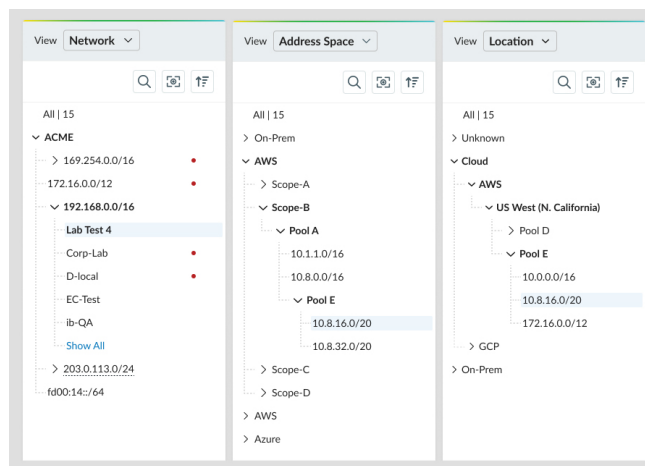 View Network
All | 15
ACME
169.254.0.0/16
172.16.0.0/12
192.168.0.0/16
Lab Test 4
Corp-Lab
D-local
EC-Test
ib-QA
Show All
203.0.113.0/24
fd00:14::/64
View Address Space
All | 15
On-Prem
AWS
Scope-A
Scope-B
Pool A
10.1.1.0/16
10.8.0.0/16
Pool E
10.8.16.0/20
10.8.32.0/20
Scope-C
Scope-D
AWS
Azure
View Location
All | 15
Unknown
Cloud
AWS
US West (N. California)
Pool D
Pool E
10.0.0.0/16
10.8.16.0/20
172.16.0.0/12
GCP
On-Prem